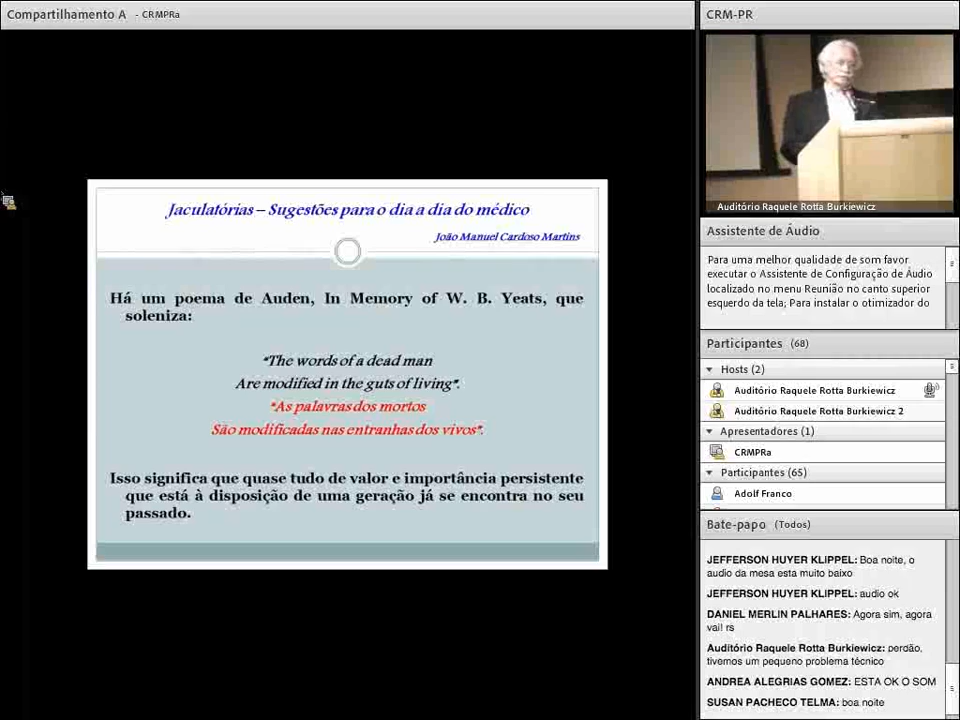 Compartilhamento A - CRMPRa
Jaculatórias – Sugestões para o dia a dia do médico
João Manuel Cardoso Martins
Há um poema de Auden, In Memory of W. B. Yeats, que
soleniza:
"The words of a dead man
Are modified in the guts of living".
"As palavras dos mortos
São modificadas nas entranhas dos vivos".
Isso significa que quase tudo de valor e importância persistente
que está à disposição de uma geração já se encontra no seu
passado.
CRM-PR
Auditório Raquele Rotta Burkiewicz
Assistente de Áudio
Para uma melhor qualidade de som favor
executar o Assistente de Configuração de Áudio
localizado no menu Reunião no canto superior
esquerdo da tela; Para instalar o otimizador do
Participantes (68)
Hosts (2)
Auditório Raquele Rotta Burkiewicz
Auditório Raquele Rotta Burkiewicz 2
Apresentadores (1)
CRMPRa
Participantes (65)
Adolf Franco
Bate-papo (Todos)
JEFFERSON HUYER KLIPPEL: Boa noite, o
audio da mesa esta muito baixo
JEFFERSON HUYER KLIPPEL: audio ok
DANIEL MERLIN PALHARES: Agora sim, agora
vai! rs
Auditório Raquele Rotta Burkiewicz: perdão,
tivemos um pequeno problema técnico
ANDREA ALEGRIAS GOMEZ: ESTA OK O SOM
SUSAN PACHECO TELMA: boa noite